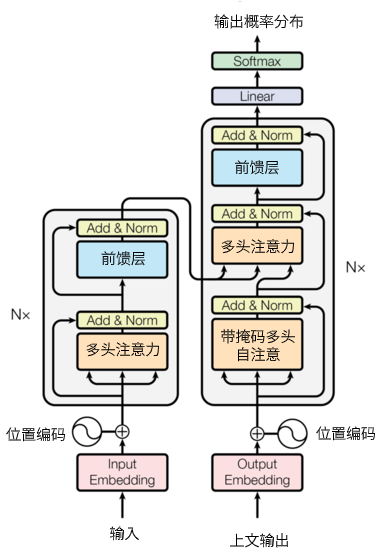 输出概率分布
Softmax
Linear
Add & Norm
前馈层
Add & Norm
多头注意力
Nx
Add & Norm
带掩码多头
自注意
位置编码
Output
Embedding
上文输出
Add & Norm
前馈层
Nx
Add & Norm
多头注意力
位置编码
Input
Embedding
输入